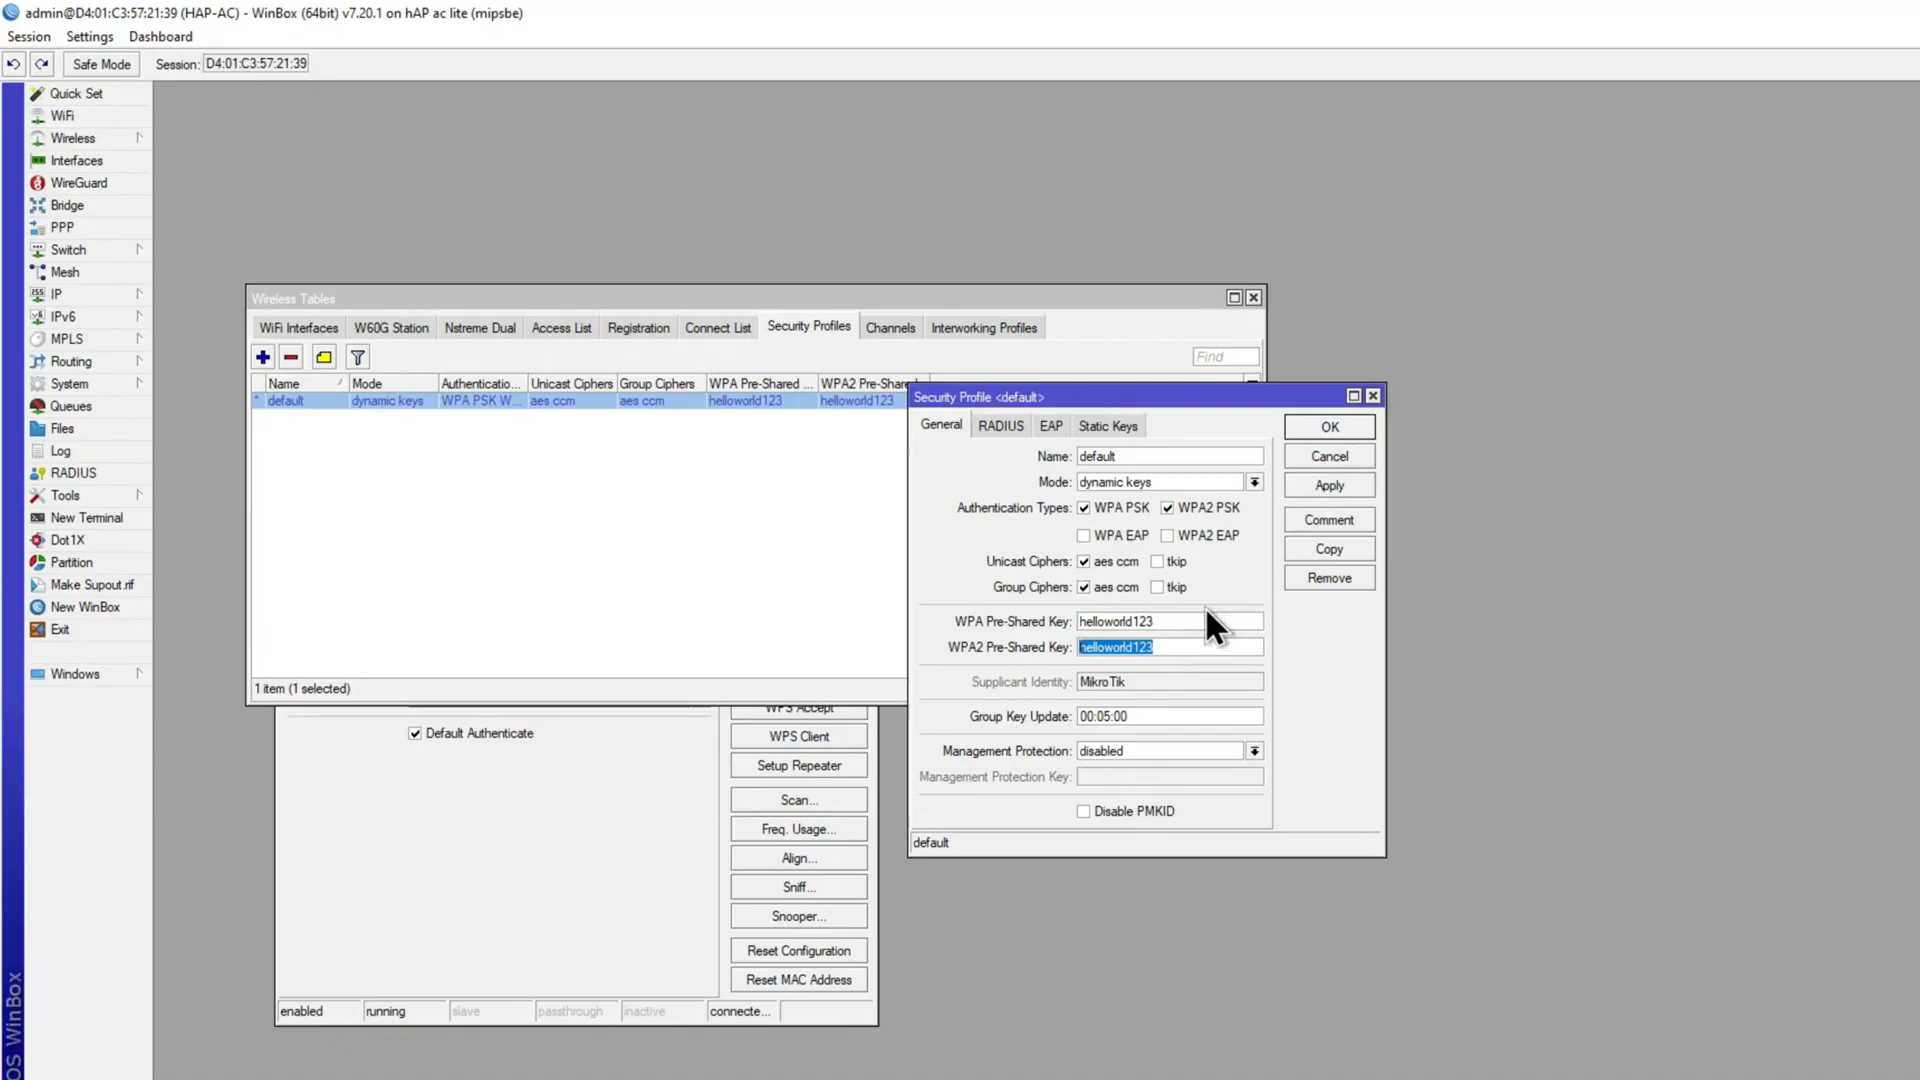 admin@D4:01:C3:57:21:39 (HAP-AC) - WinBox (64bit) v7.20.1 on hAP ac lite (mipsbe)
Session Settings Dashboard
Safe Mode Session: D4:01:C3:57:21:39
Quick Set
WiFi
Wireless
Interfaces
WireGuard
Bridge
PPP
Switch
Mesh
IP
IPv6
MPLS
Routing
System
Queues
Files
Log
RADIUS
Tools
New Terminal
Dot1X
Partition
Make Supout.rif
New WinBox
Exit
Windows
OS WinBox
Wireless Tables
WiFi Interfaces W60G Station Nstreme Dual Access List Registration Connect List Security Profiles Channels Interworking Profiles
Find
Name Mode Authenticatio... Unicast Ciphers Group Ciphers WPA Pre-Shared ... WPA2 Pre-Shar
* default dynamic keys WPA PSK W... aes ccm aes ccm helloworld123 helloworld123
1 item (1 selected)
Security Profile <default>
General RADIUS EAP Static Keys
Name: default
Mode: dynamic keys
Authentication Types: WPA PSK WPA2 PSK
WPA EAP WPA2 EAP
Unicast Ciphers: aes ccm tkip
Group Ciphers: aes ccm tkip
WPA Pre-Shared Key: helloworld123
WPA2 Pre-Shared Key: helloworld123
Supplicant Identity: MikroTik
Group Key Update: 00:05:00
Management Protection: disabled
Management Protection Key:
Disable PMKID
default
OK
Cancel
Apply
Comment
Copy
Remove
Default Authenticate
WPS Accept
WPS Client
Setup Repeater
Scan...
Freq. Usage...
Align...
Sniff...
Snooper...
Reset Configuration
Reset MAC Address
enabled running slave passthrough inactive connecte...